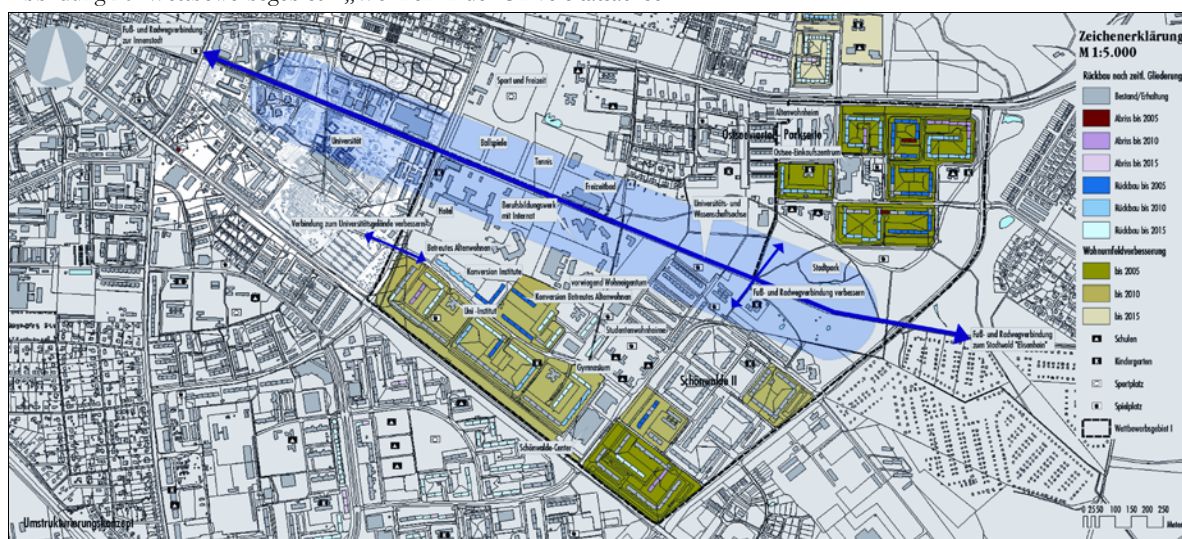 Fuß- und Radwegverbindung
zur Innenstadt
Sport und Freizeit
Universität
Ballspiele
Tennis
Freizeitbad
Hotel
Berufsbildungswerk
mit Internat
Verbindung zum Universitätsgelände verbessern
Betreutes Altenwohnen
Konversion Institute
Uni-Institut
vorwiegend Wohneigentum
Konversion Betreutes Altenwohnen
Studentenwohnheime
Gymnasium
Schönwalde-Center
Schönwalde II
Altenwohnheim
Ostseeviertel - Parkseite
Ostsee-Einkaufszentrum
Universitäts- und
Wissenschaftsachse
Stadtpark
Fuß- und Radwegverbindung verbessern
Fuß- und Radwegverbindung
zum Stadtwald "Elisenhain"
Umstrukturierungskonzept
Zeichenerklärung
M 1:5.000
Rückbau nach zeitl. Gliederung
Bestand/Erhaltung
Abriss bis 2005
Abriss bis 2010
Abriss bis 2015
Rückbau bis 2005
Rückbau bis 2010
Rückbau bis 2015
Wohnumfeldverbesserung
bis 2005
bis 2010
bis 2015
Schulen
Kindergarten
Sportplatz
Spielplatz
Wettbewerbsgebiet I
0 25 50 100 150 200 250
Meter